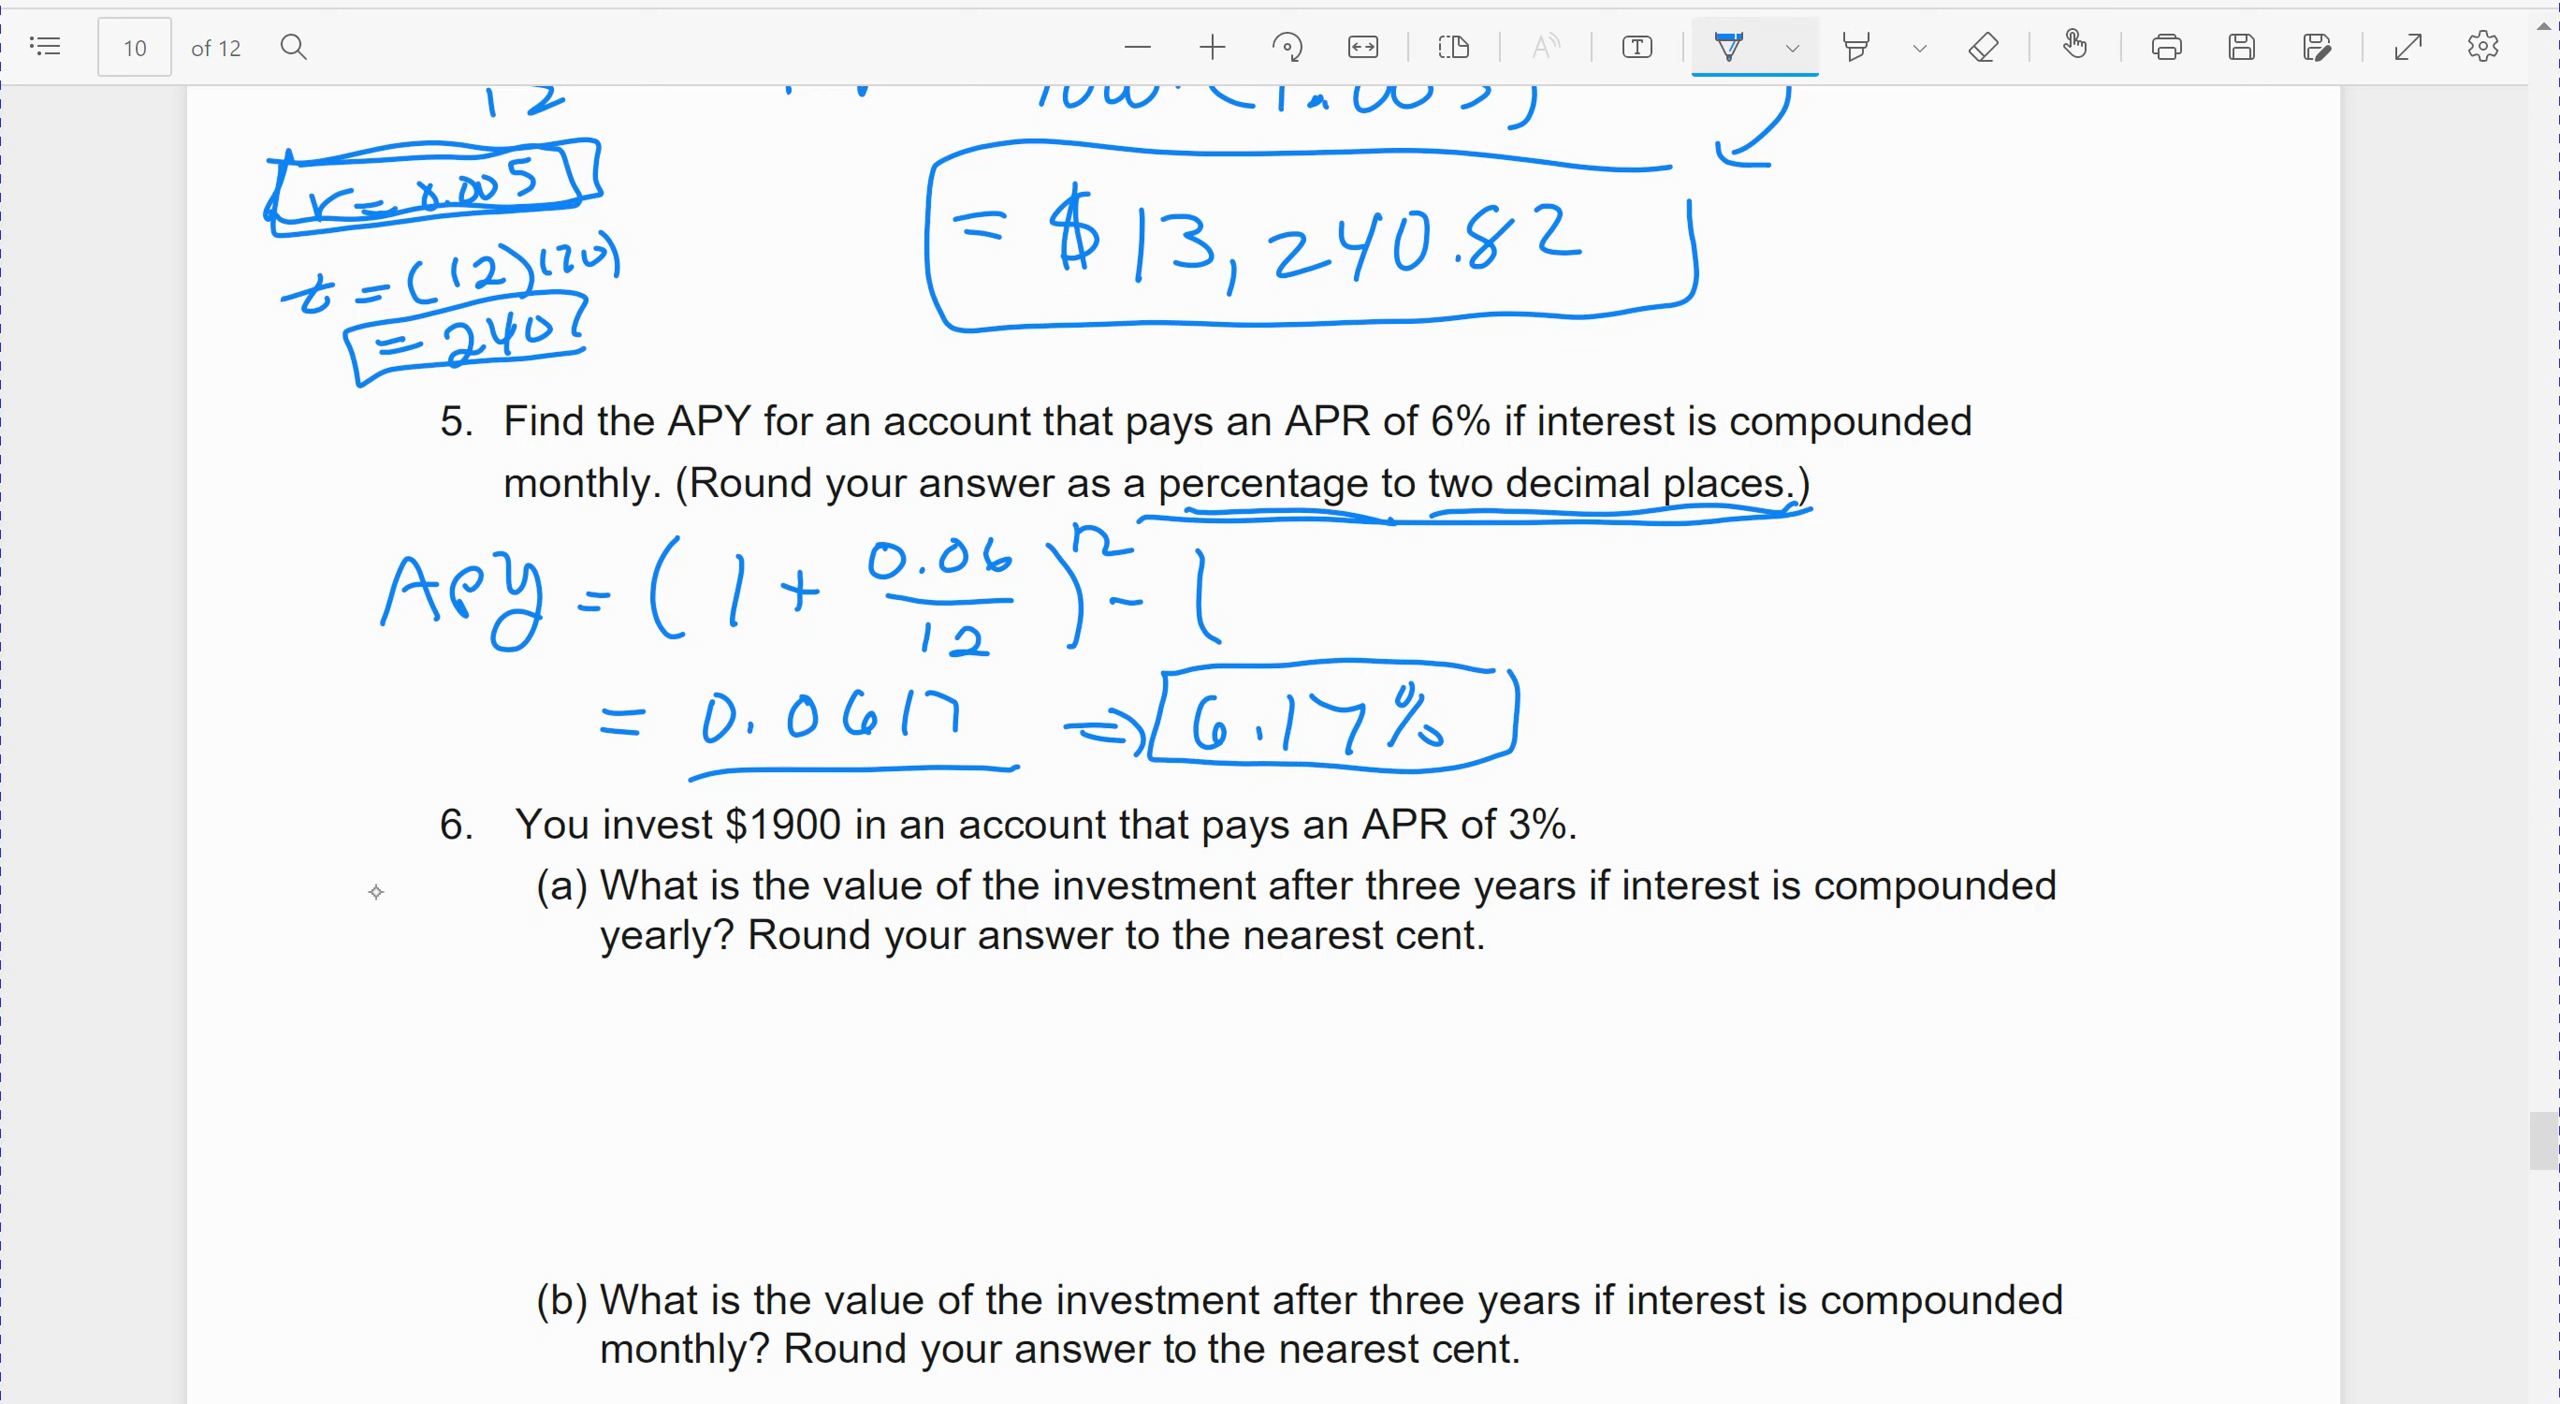 10 of 12
12
(1.005)
r = 0.005
= $13,240.82
t = (12)(20)
= 240
5. Find the APY for an account that pays an APR of 6% if interest is compounded
monthly. (Round your answer as a percentage to two decimal places.)
APY = (1 + 0.06/12)^12 - 1
= 0.0617 ⇒ 6.17%
6. You invest $1900 in an account that pays an APR of 3%.
(a) What is the value of the investment after three years if interest is compounded
yearly? Round your answer to the nearest cent.
(b) What is the value of the investment after three years if interest is compounded
monthly? Round your answer to the nearest cent.